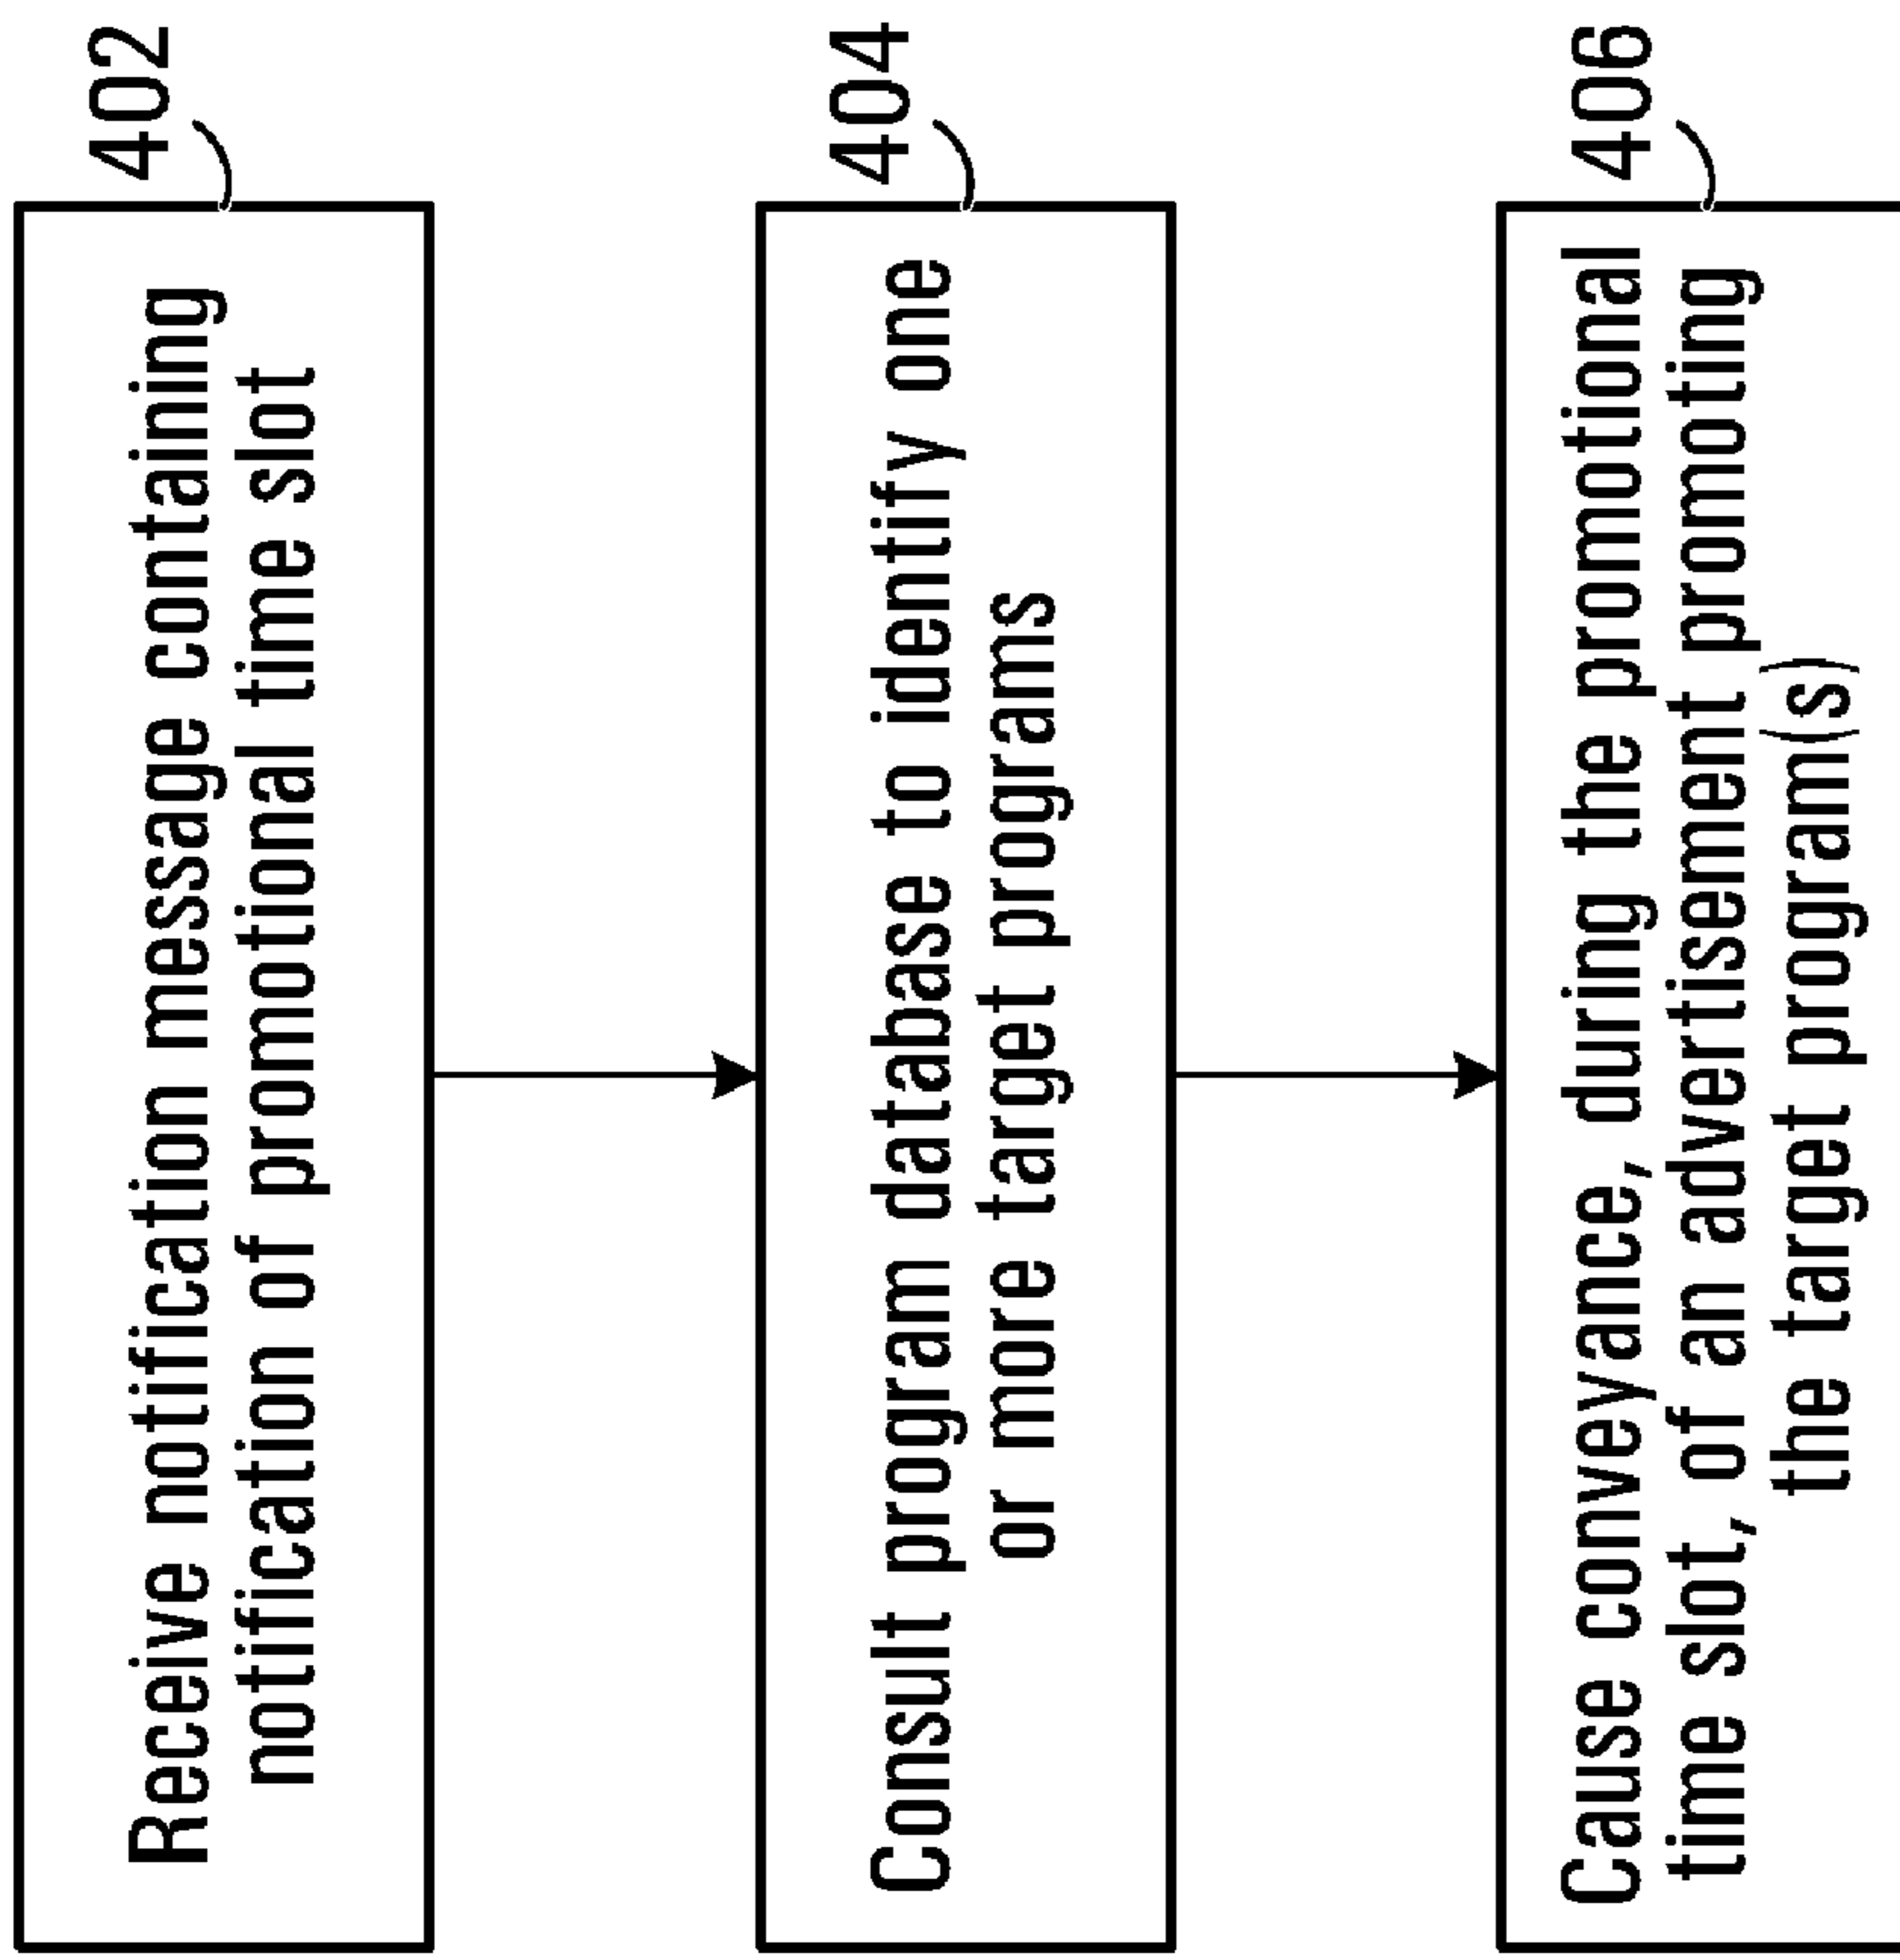 402
Receive notification message containing
notification of promotional time slot
404
Consult program database to identify one
or more target programs
406
Cause conveyance, during the promotional
time slot, of an advertisement promoting
the target program(s)